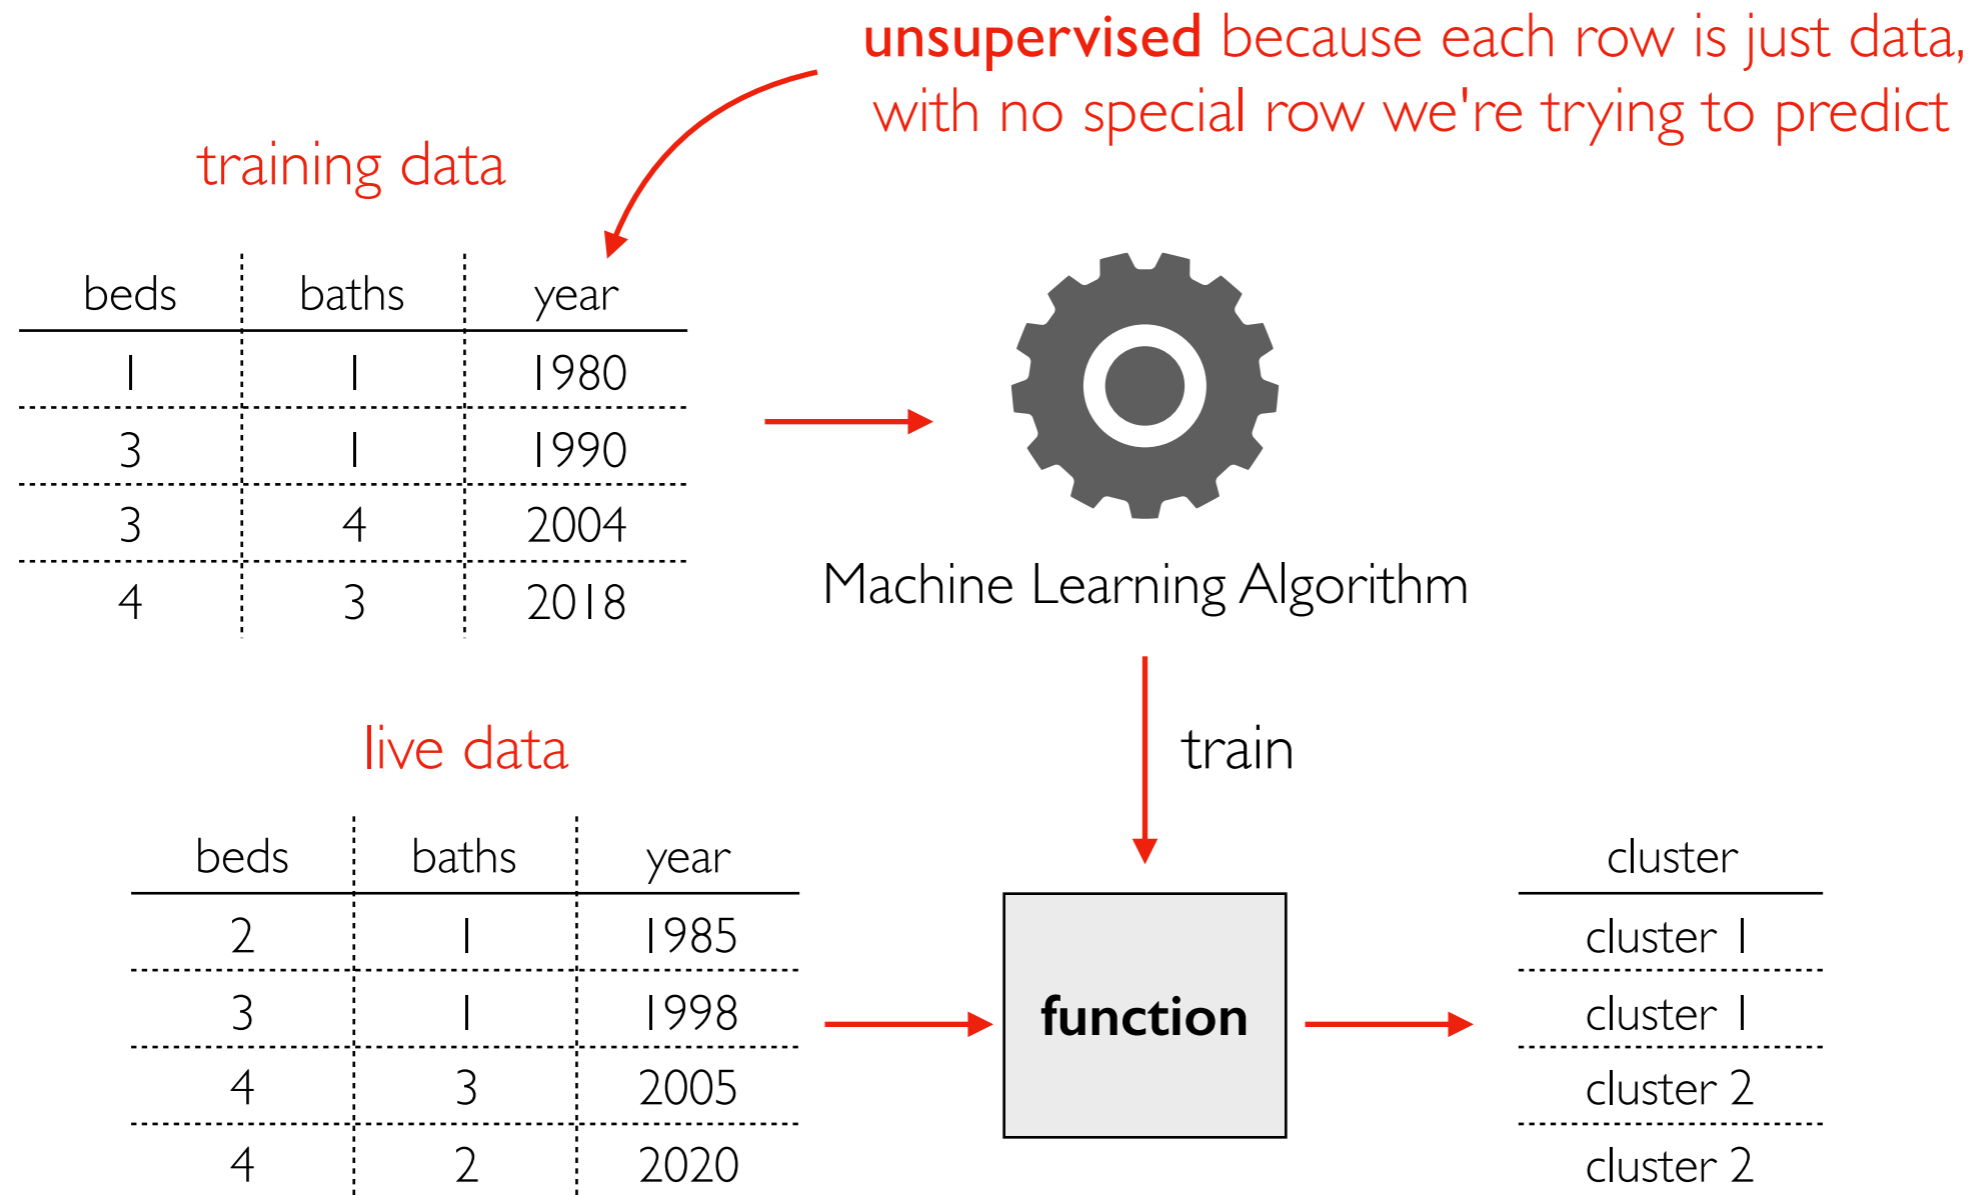 unsupervised because each row is just data,
with no special row we're trying to predict
training data
beds baths year
1 1 1980
3 1 1990
3 4 2004
4 3 2018
Machine Learning Algorithm
train
live data
beds baths year
2 1 1985
3 1 1998
4 3 2005
4 2 2020
function
cluster
cluster 1
cluster 1
cluster 2
cluster 2